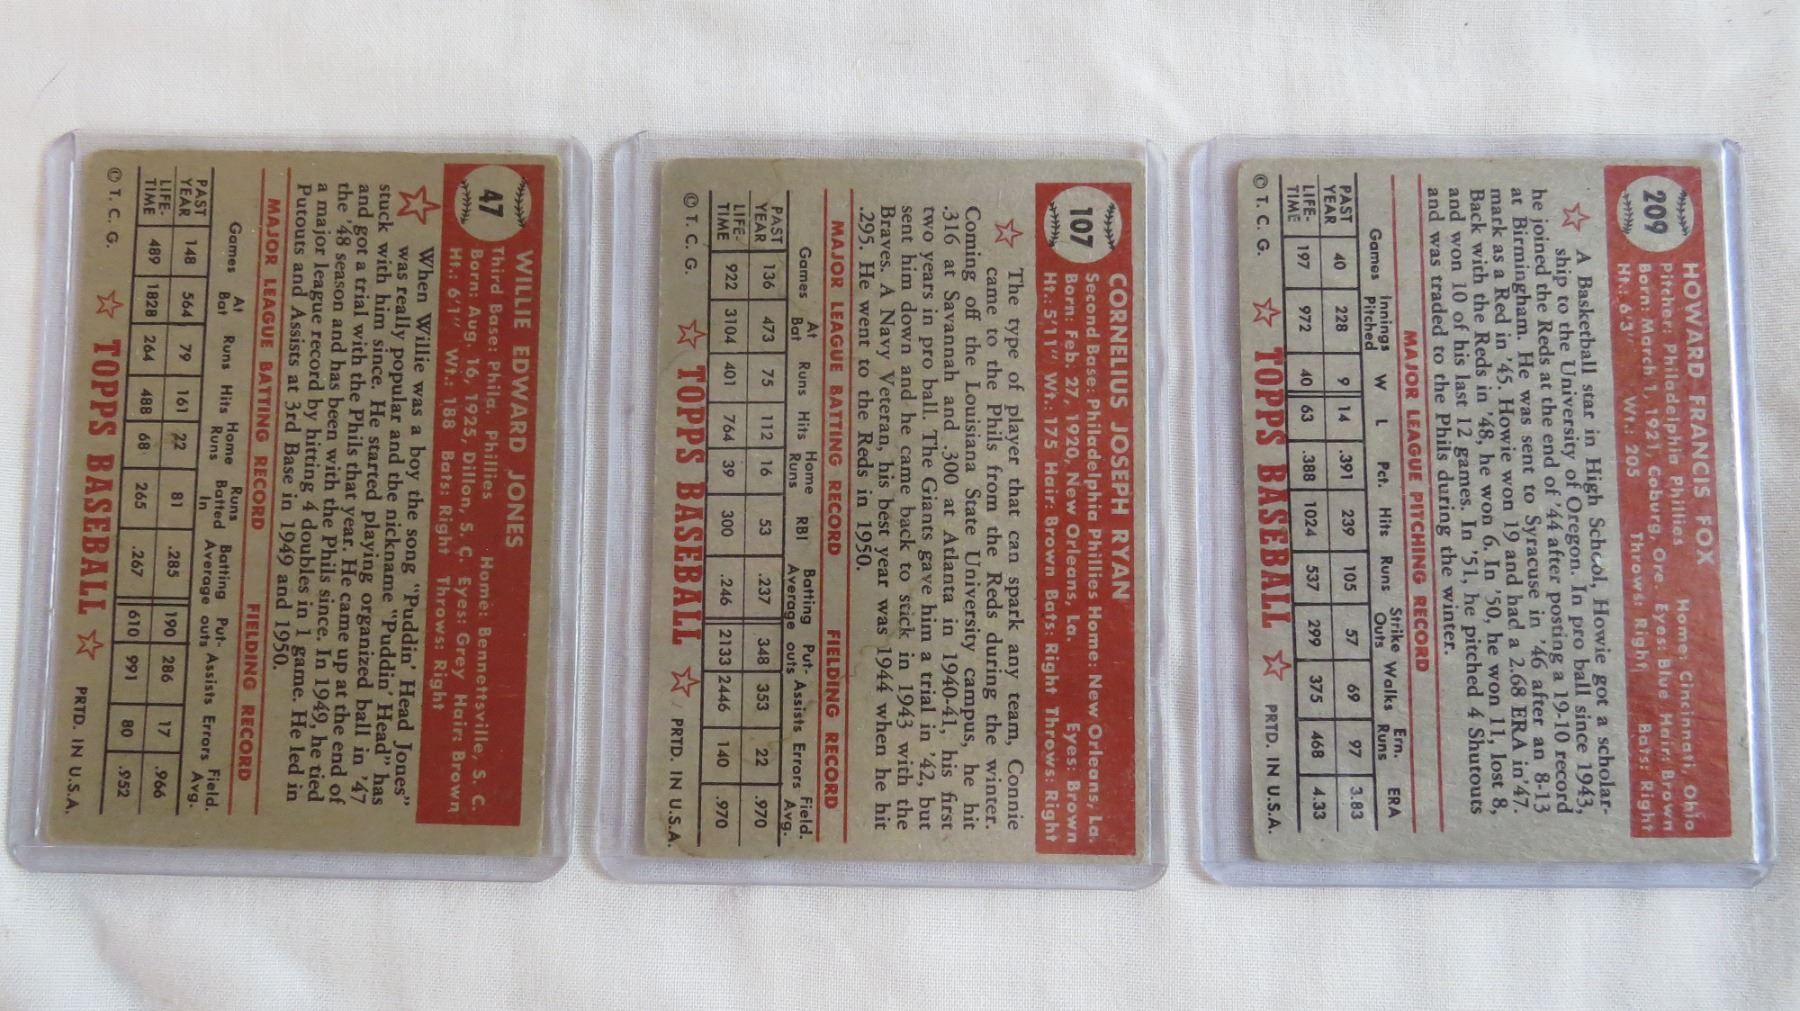 47
WILLIE EDWARD JONES
Third Base: Phila. Phillies Home: Bennettsville, S. C.
Born: Aug. 16, 1925, Dillon, S. C. Eyes: Grey Hair: Brown
Ht.: 6'1" Wt.: 188 Bats: Right Throws: Right
When Willie was a boy the song "Puddin' Head Jones"
was really popular and the nickname "Puddin' Head" has
stuck with him since. He started playing organized ball in '47
and got a trial with the Phils that year. He came up at the end of
the '48 season and has been with the Phils since. In 1949, he tied
a major league record by hitting 4 doubles in 1 game. He led in
Putouts and Assists at 3rd Base in 1949 and 1950.
MAJOR LEAGUE BATTING RECORD FIELDING RECORD
Games At Bat Runs Hits Home Runs Runs Batted In Batting Average Put-outs Assists Errors Field. Avg.
PAST YEAR 148 564 79 161 22 81 .285 190 286 17 .966
LIFE-TIME 489 1828 264 488 68 265 .267 610 991 80 .952
© T. C. G. TOPPS BASEBALL PRTD. IN U.S.A.
107
CORNELIUS JOSEPH RYAN
Second Base: Philadelphia Phillies Home: New Orleans, La.
Born: Feb. 27, 1920, New Orleans, La. Eyes: Brown
Ht.: 5'11" Wt.: 175 Hair: Brown Bats: Right Throws: Right
The type of player that can spark any team, Connie
came to the Phils from the Reds during the winter.
Coming off the Louisiana State University campus, he hit
.316 at Savannah and .300 at Atlanta in 1940-41, his first
two years in pro ball. The Giants gave him a trial in '42, but
sent him down and he came back to stick in 1943 with the
Braves. A Navy Veteran, his best year was 1944 when he hit
.295. He went to the Reds in 1950.
MAJOR LEAGUE BATTING RECORD FIELDING RECORD
Games At Bat Runs Hits Home Runs RBI Batting Average Put-outs Assists Errors Field. Avg.
PAST YEAR 136 473 75 112 16 53 .237 348 353 22 .970
LIFE-TIME 922 3104 401 764 39 300 .246 2133 2446 140 .970
© T. C. G. TOPPS BASEBALL PRTD. IN U.S.A.
209
HOWARD FRANCIS FOX
Pitcher: Philadelphia Phillies Home: Cincinnati, Ohio
Born: March 1, 1921, Coburg, Ore. Eyes: Blue Hair: Brown
Ht.: 6'3" Wt.: 205 Throws: Right Bats: Right
A Basketball star in High School, Howie got a scholar-
ship to the University of Oregon. In pro ball since 1943,
he joined the Reds at the end of '44 after posting a 19-10 record
at Birmingham. He was sent to Syracuse in '46 after an 8-13
mark as a Red in '45. Howie won 19 and had a 2.68 ERA in '47.
Back with the Reds in '48, he won 6. In '50, he won 11, lost 8,
and won 10 of his last 12 games. In '51, he pitched 4 Shutouts
and was traded to the Phils during the winter.
MAJOR LEAGUE PITCHING RECORD
Games Innings Pitched W L Pct. Hits Runs Strike Outs Walks Ern. Runs ERA
PAST YEAR 40 228 9 14 .391 239 105 57 69 97 3.83
LIFE-TIME 197 972 40 63 .388 1024 537 299 375 468 4.33
© T. C. G. TOPPS BASEBALL PRTD. IN U.S.A.